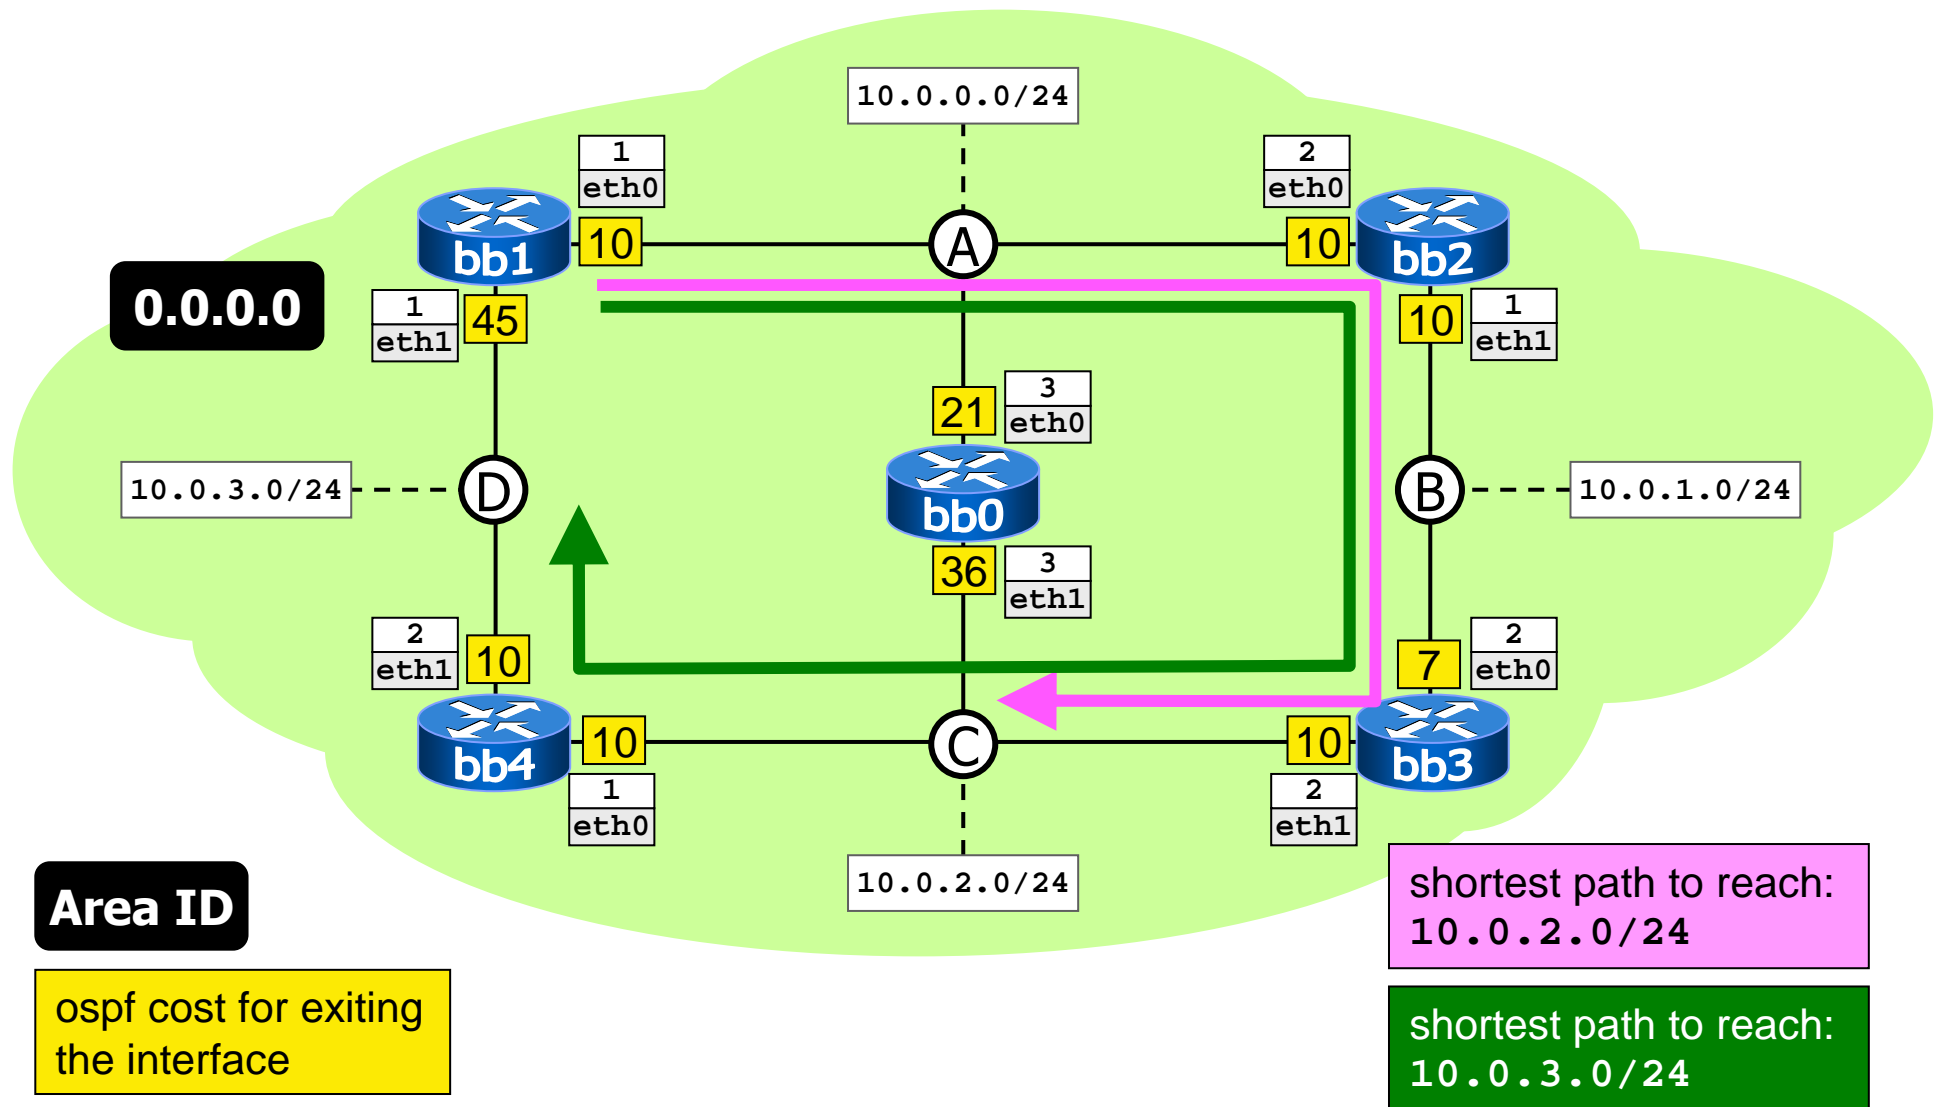 10.0.0.0/24
1
eth0
2
eth0
bb1
10
A
10
bb2
0.0.0.0
1
eth1
45
10
1
eth1
21
3
eth0
10.0.3.0/24
D
bb0
B
10.0.1.0/24
36
3
eth1
2
eth1
10
7
2
eth0
bb4
10
C
10
bb3
1
eth0
2
eth1
10.0.2.0/24
Area ID
ospf cost for exiting
the interface
shortest path to reach:
10.0.2.0/24
shortest path to reach:
10.0.3.0/24